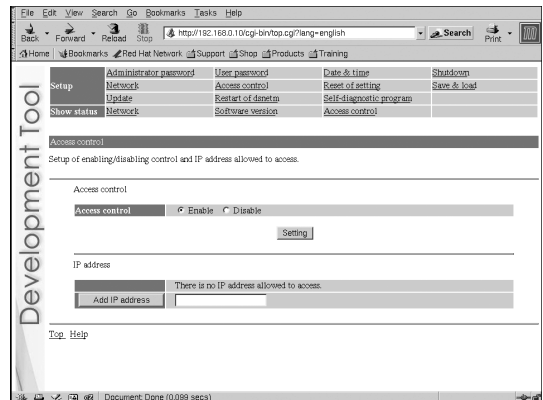 File Edit View Search Go Bookmarks Tasks Help
Back Forward Reload Stop http://192.168.0.10/cgi-bin/top.cgi?lang=english Search Print
Home Bookmarks Red Hat Network Support Shop Products Training
Development Tool
Setup Administrator password User password Date & time Shutdown
Network Access control Reset of setting Save & load
Update Restart of dsnetm Self-diagnostic program
Show status Network Software version Access control
Access control
Setup of enabling/disabling control and IP address allowed to access.
Access control
Access control Enable Disable
Setting
IP address
There is no IP address allowed to access.
Add IP address
Top Help
Document: Done (0.099 secs)